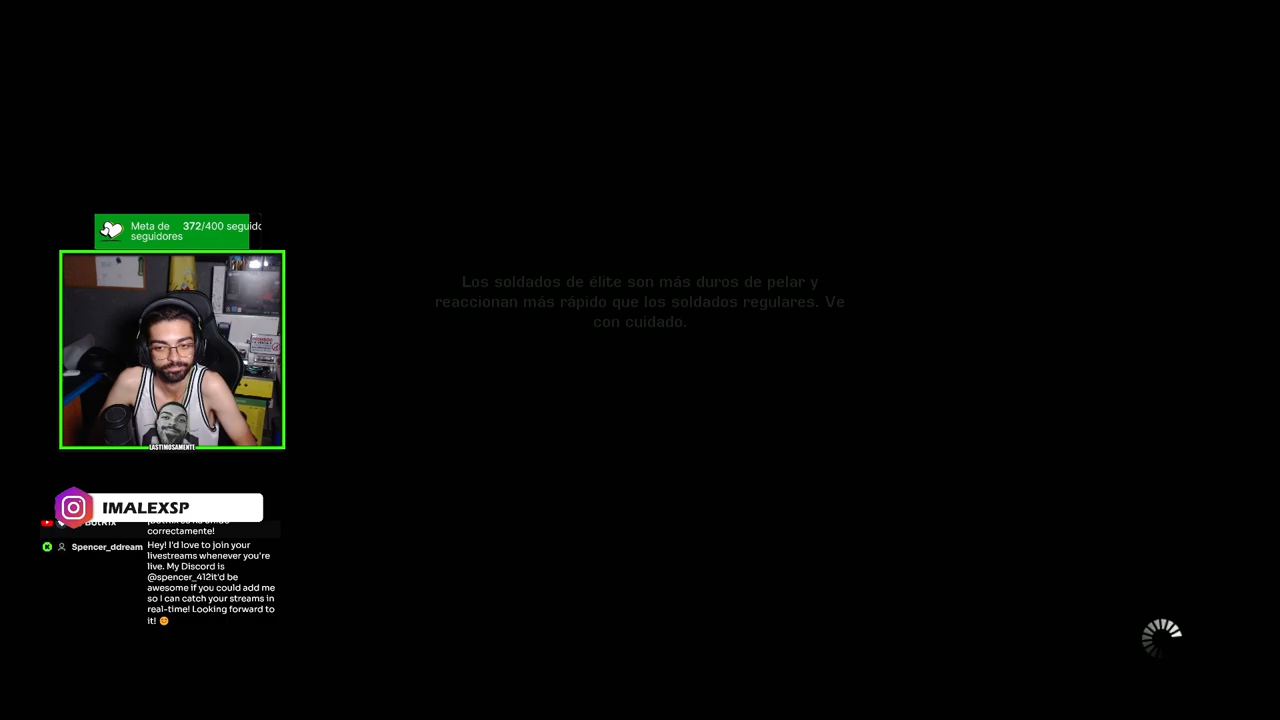 Meta de
seguidores
372/400 seguido
Los soldados de élite son más duros de pelar y
reaccionan más rápido que los soldados regulares. Ve
con cuidado.
LASTIMOSAMENTE
IMALEXSP
correctamente!
Spencer_ddream
Hey! I'd love to join your
livestreams whenever you're
live. My Discord is
@spencer_412it'd be
awesome if you could add me
so I can catch your streams in
real-time! Looking forward to
it! 😊